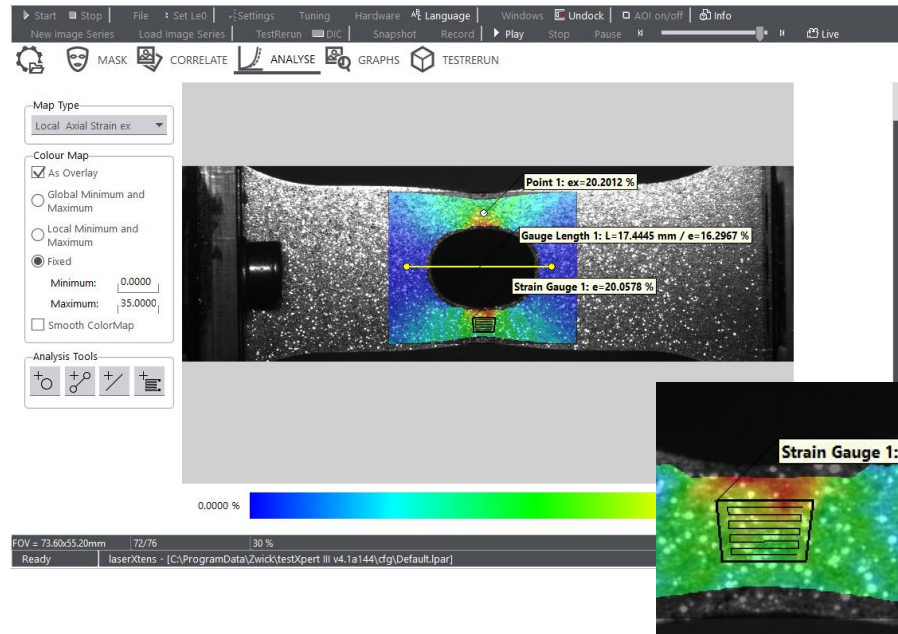 Start Stop File Set Le0 Settings Tuning Hardware Language Windows Undock AOI on/off Info
New Image Series Load Image Series TestRerun DIC Snapshot Record Play Stop Pause Live
MASK CORRELATE ANALYSE GRAPHS TESTRERUN
Map Type
Local Axial Strain ex
Colour Map
As Overlay
Global Minimum and
Maximum
Local Minimum and
Maximum
Fixed
Minimum: 0.0000
Maximum: 35.0000
Smooth ColorMap
Analysis Tools
Point 1: ex=20.2012 %
Gauge Length 1: L=17.4445 mm / e=16.2967 %
Strain Gauge 1: e=20.0578 %
Strain Gauge 1:
0.0000 %
FOV = 73.60x55.20mm 72/76 30 %
Ready laserXtens - [C:\ProgramData\Zwick\testXpert III v4.1a144\cfg\Default.lpar]